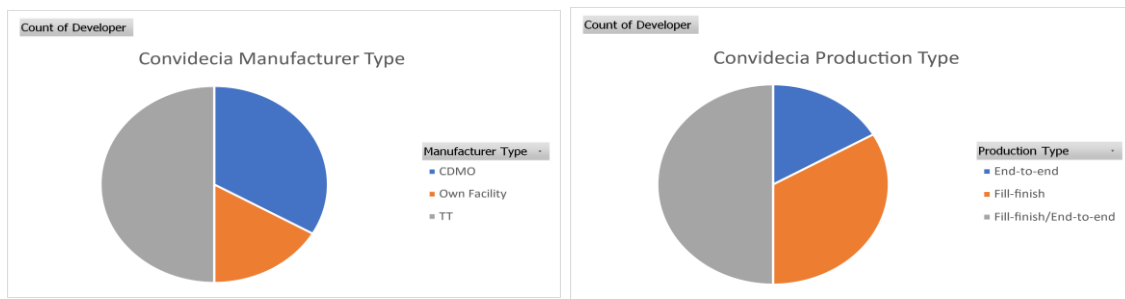 Count of Developer
Convidecia Manufacturer Type
Manufacturer Type
CDMO
Own Facility
TT
Count of Developer
Convidecia Production Type
Production Type
End-to-end
Fill-finish
Fill-finish/End-to-end